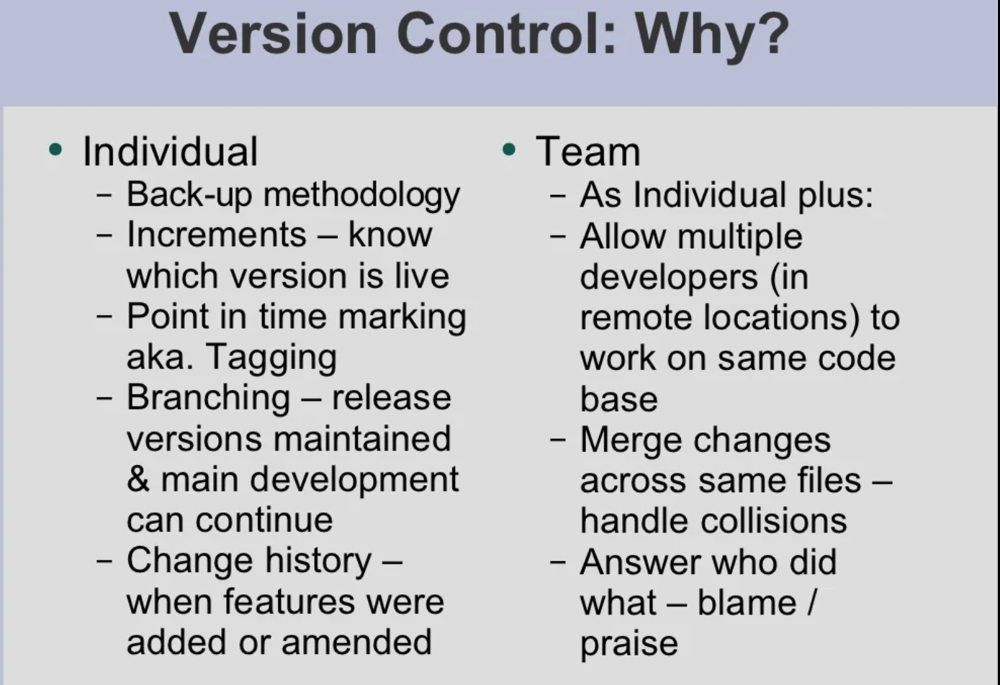 Version Control: Why?
• Individual
– Back-up methodology
– Increments – know
which version is live
– Point in time marking
aka. Tagging
– Branching – release
versions maintained
& main development
can continue
– Change history –
when features were
added or amended
• Team
– As Individual plus:
– Allow multiple
developers (in
remote locations) to
work on same code
base
– Merge changes
across same files –
handle collisions
– Answer who did
what – blame /
praise